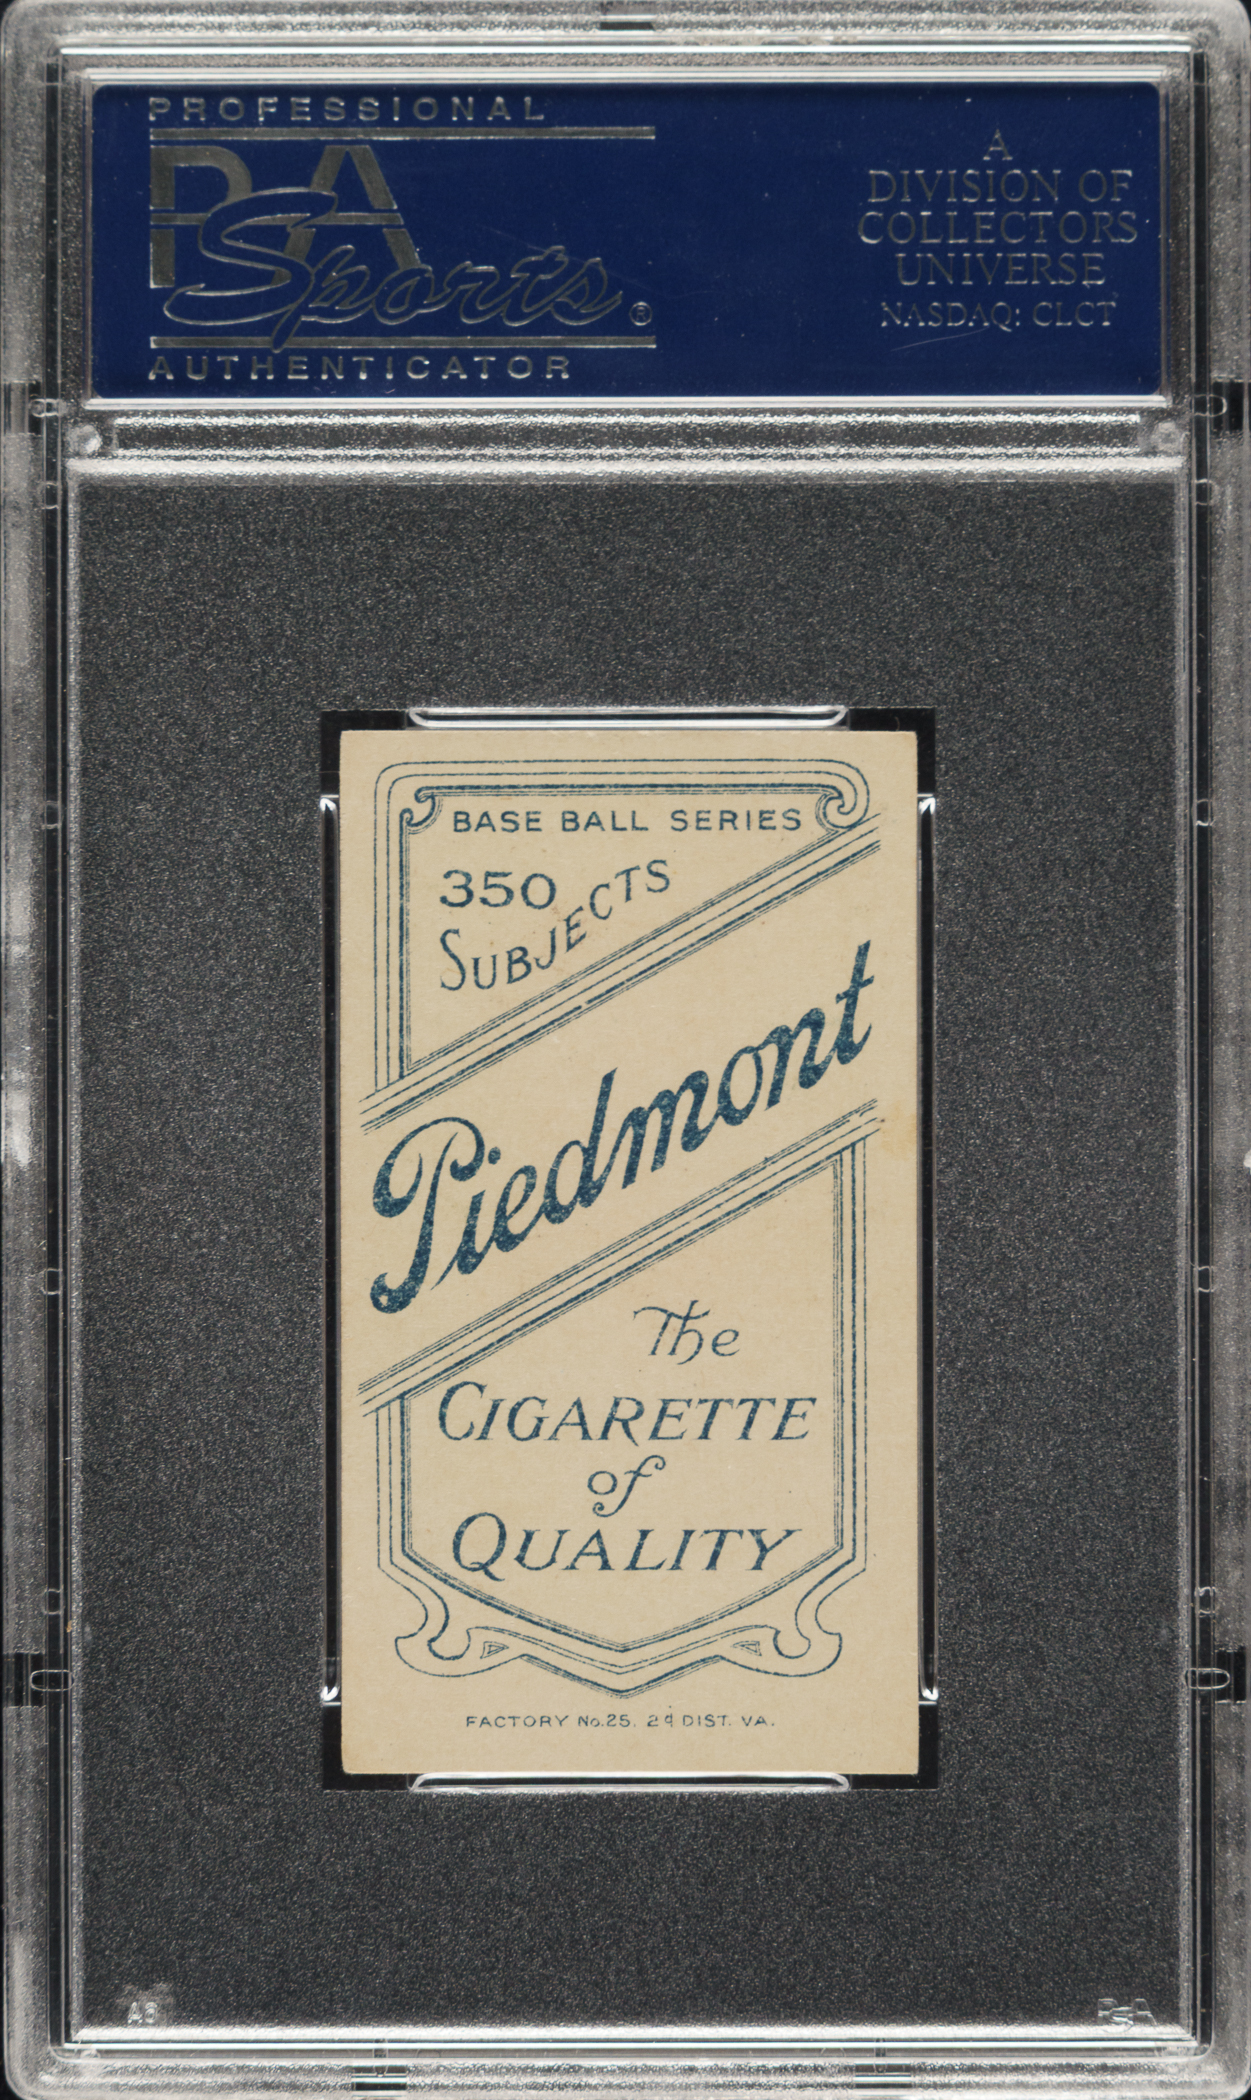 PROFESSIONAL
PSA
Sports®
AUTHENTICATOR
A
DIVISION OF
COLLECTORS
UNIVERSE
NASDAQ: CLCT
BASE BALL SERIES
350
SUBJECTS
Piedmont
The
CIGARETTE
of
QUALITY
FACTORY No. 25, 2d DIST. VA.
PSA